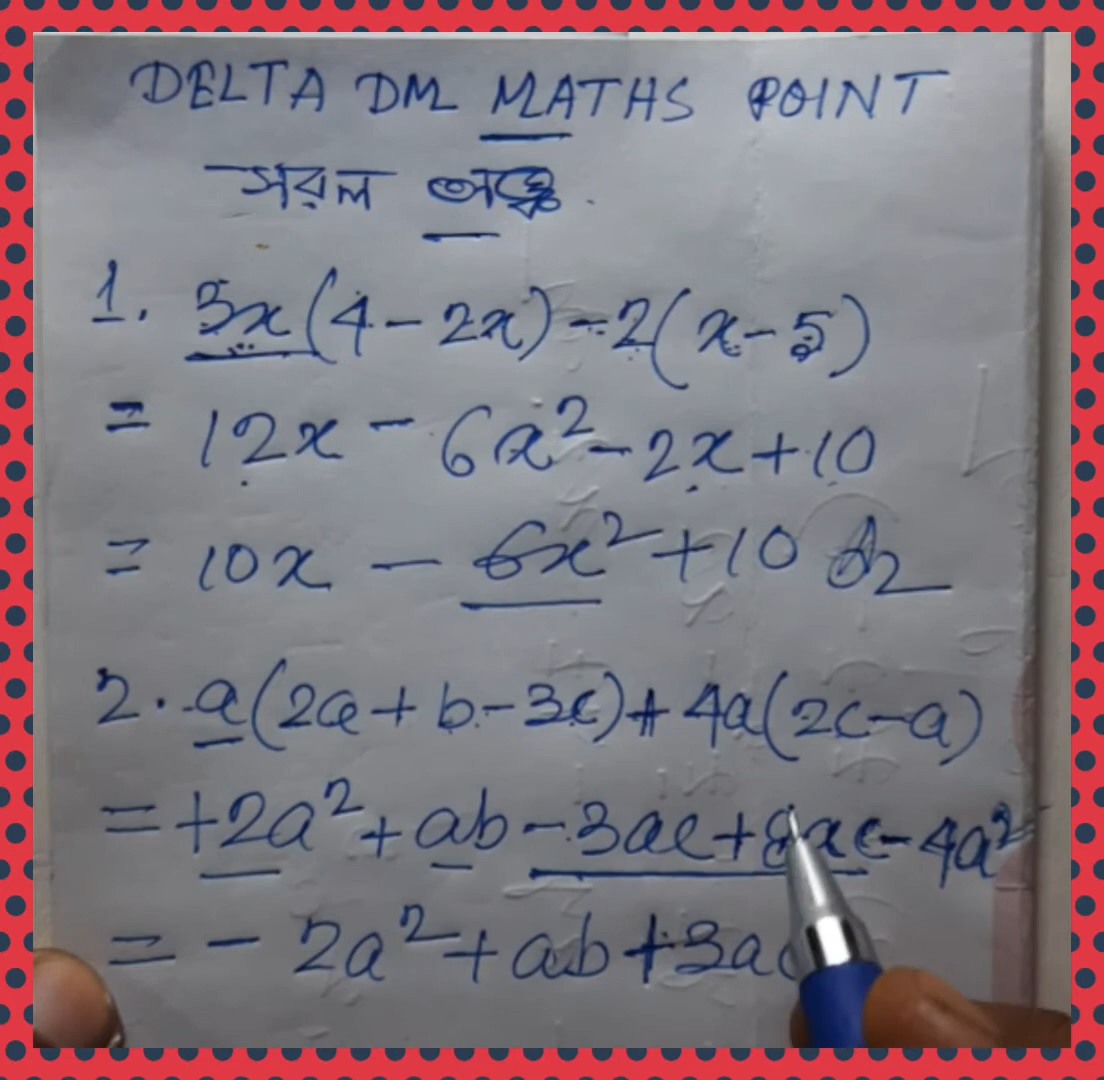 DELTA DM MATHS POINT
সরল অঙ্ক.
1. 3x(4-2x)-2(x-5)
= 12x - 6x²-2x+10
= 10x - 6x²+10
2. a(2a+b-3c)+4a(2c-a)
= +2a²+ab-3ac+8ac-4a²
= - 2a²+ab+3ac